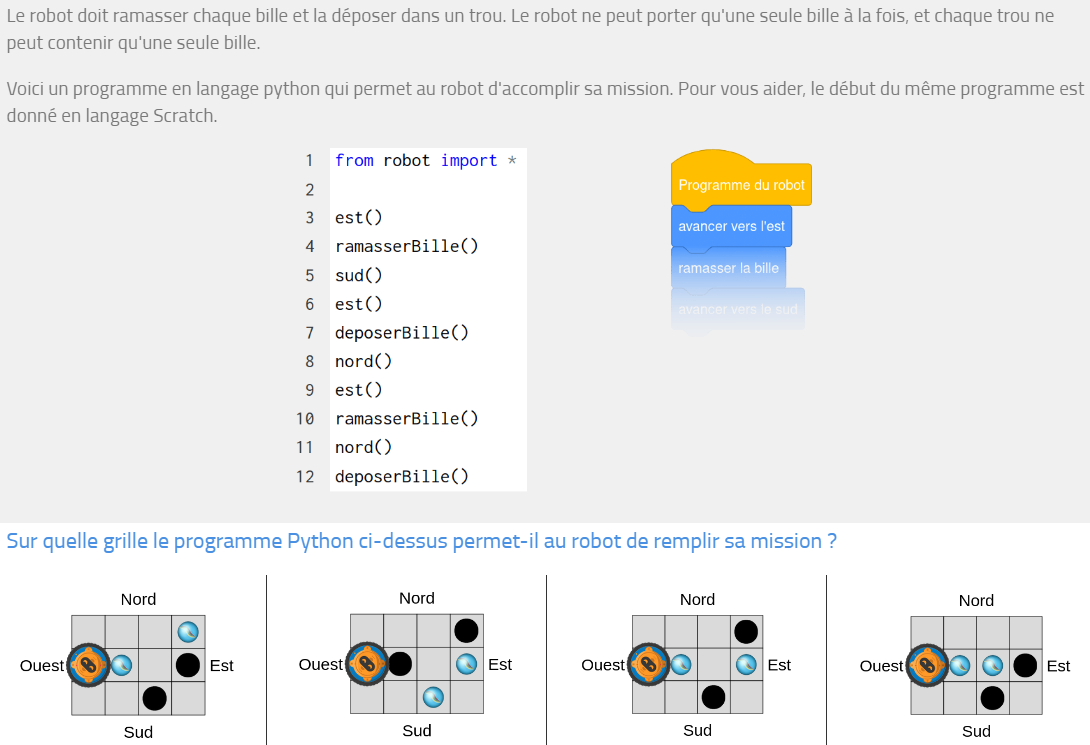 Le robot doit ramasser chaque bille et la déposer dans un trou. Le robot ne peut porter qu'une seule bille à la fois, et chaque trou ne
peut contenir qu'une seule bille.
Voici un programme en langage python qui permet au robot d'accomplir sa mission. Pour vous aider, le début du même programme est
donné en langage Scratch.
1 from robot import *
2
3 est()
4 ramasserBille()
5 sud()
6 est()
7 deposerBille()
8 nord()
9 est()
10 ramasserBille()
11 nord()
12 deposerBille()
Programme du robot
avancer vers l'est
ramasser la bille
avancer vers le sud
Sur quelle grille le programme Python ci-dessus permet-il au robot de remplir sa mission ?
Nord
Ouest Est
Sud
Nord
Ouest Est
Sud
Nord
Ouest Est
Sud
Nord
Ouest Est
Sud